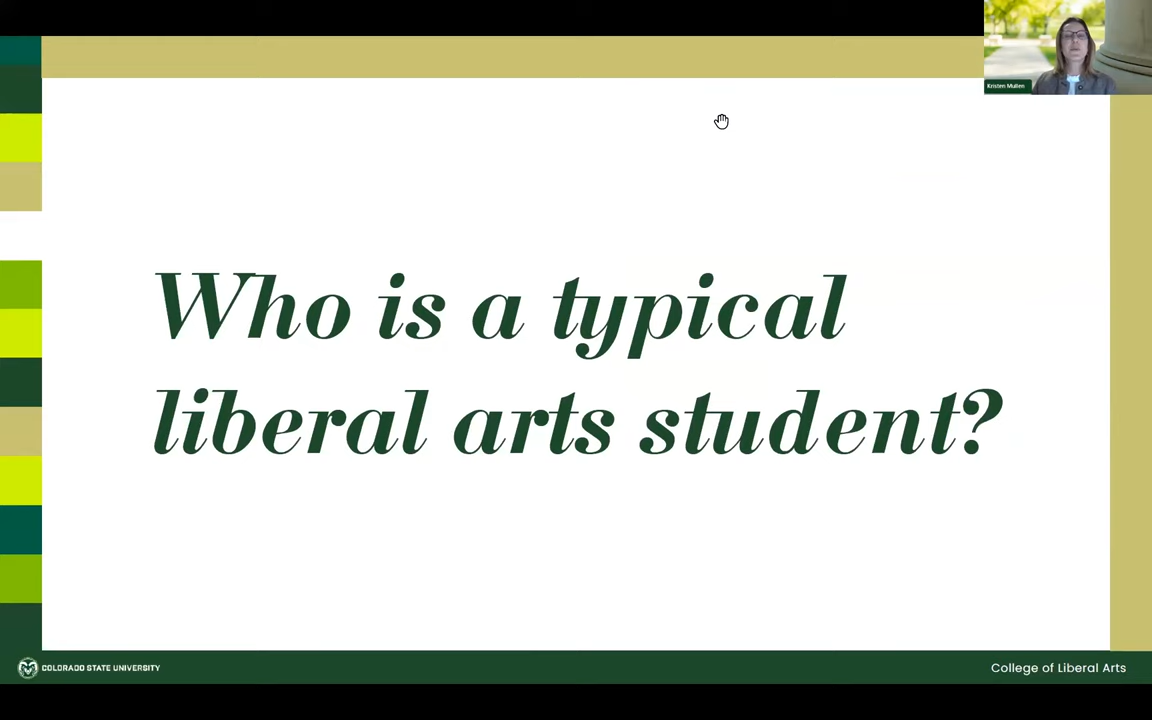 Kristen Mullen
Who is a typical
liberal arts student?
COLORADO STATE UNIVERSITY
College of Liberal Arts